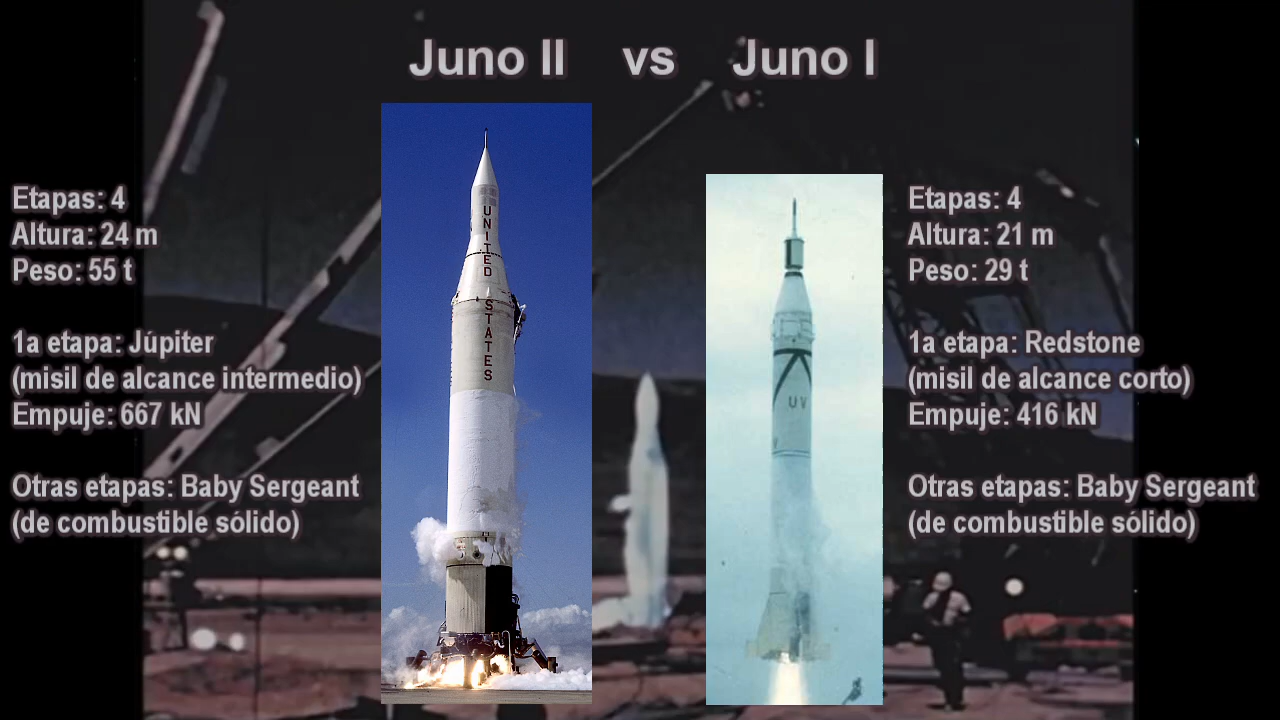 Juno II vs Juno I
Etapas: 4
Altura: 24 m
Peso: 55 t
1a etapa: Júpiter
(misil de alcance intermedio)
Empuje: 667 kN
Otras etapas: Baby Sergeant
(de combustible sólido)
UNITED STATES
UV
Etapas: 4
Altura: 21 m
Peso: 29 t
1a etapa: Redstone
(misil de alcance corto)
Empuje: 416 kN
Otras etapas: Baby Sergeant
(de combustible sólido)